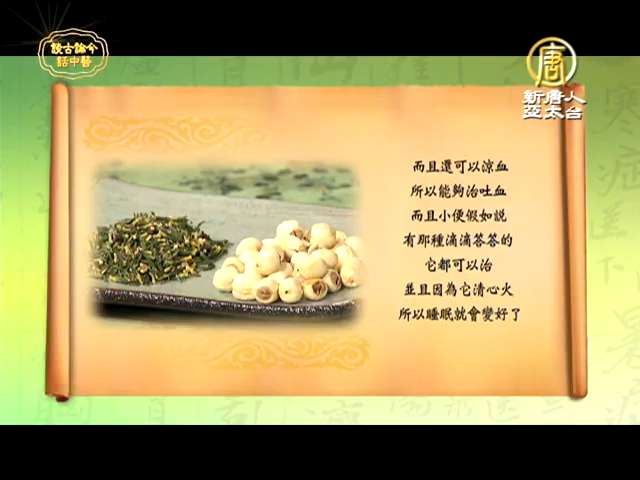 談古論今
話中醫
新唐人
亞太台
而且還可以涼血
所以能夠治吐血
而且小便假如說
有那種滴滴答答的
它都可以治
並且因為它清心火
所以睡眠就會變好了